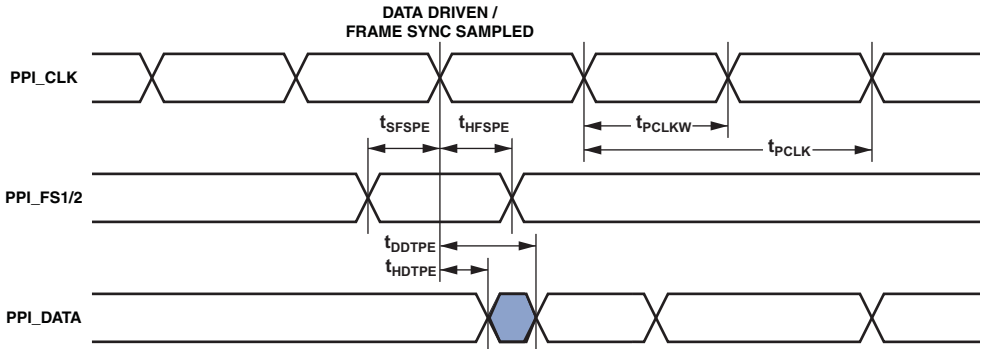 DATA DRIVEN /
FRAME SYNC SAMPLED
PPI_CLK
tSFSPE
tHFSPE
tPCLKW
tPCLK
PPI_FS1/2
tDDTPE
tHDTPE
PPI_DATA